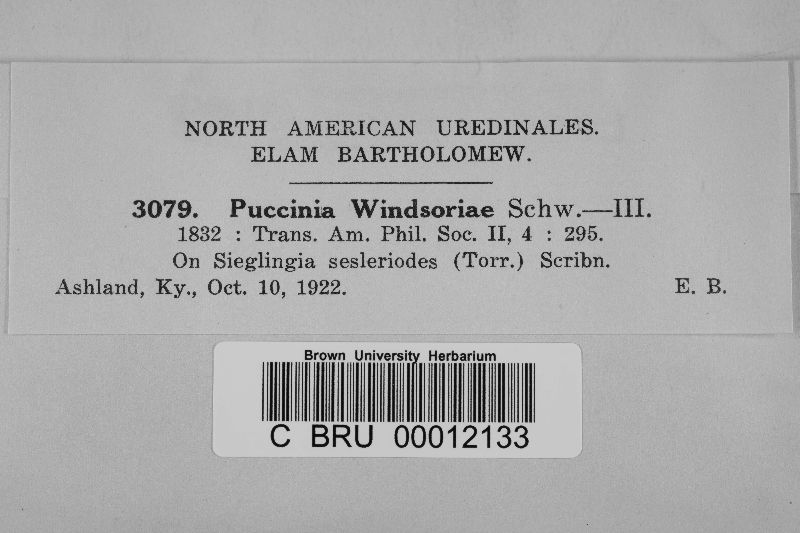 NORTH AMERICAN UREDINALES.
ELAM BARTHOLOMEW.
3079. Puccinia Windsoriae Schw.—III.
1832 : Trans. Am. Phil. Soc. II, 4 : 295.
On Sieglingia sesleriodes (Torr.) Scribn.
Ashland, Ky., Oct. 10, 1922. E. B.
Brown University Herbarium
C BRU 00012133